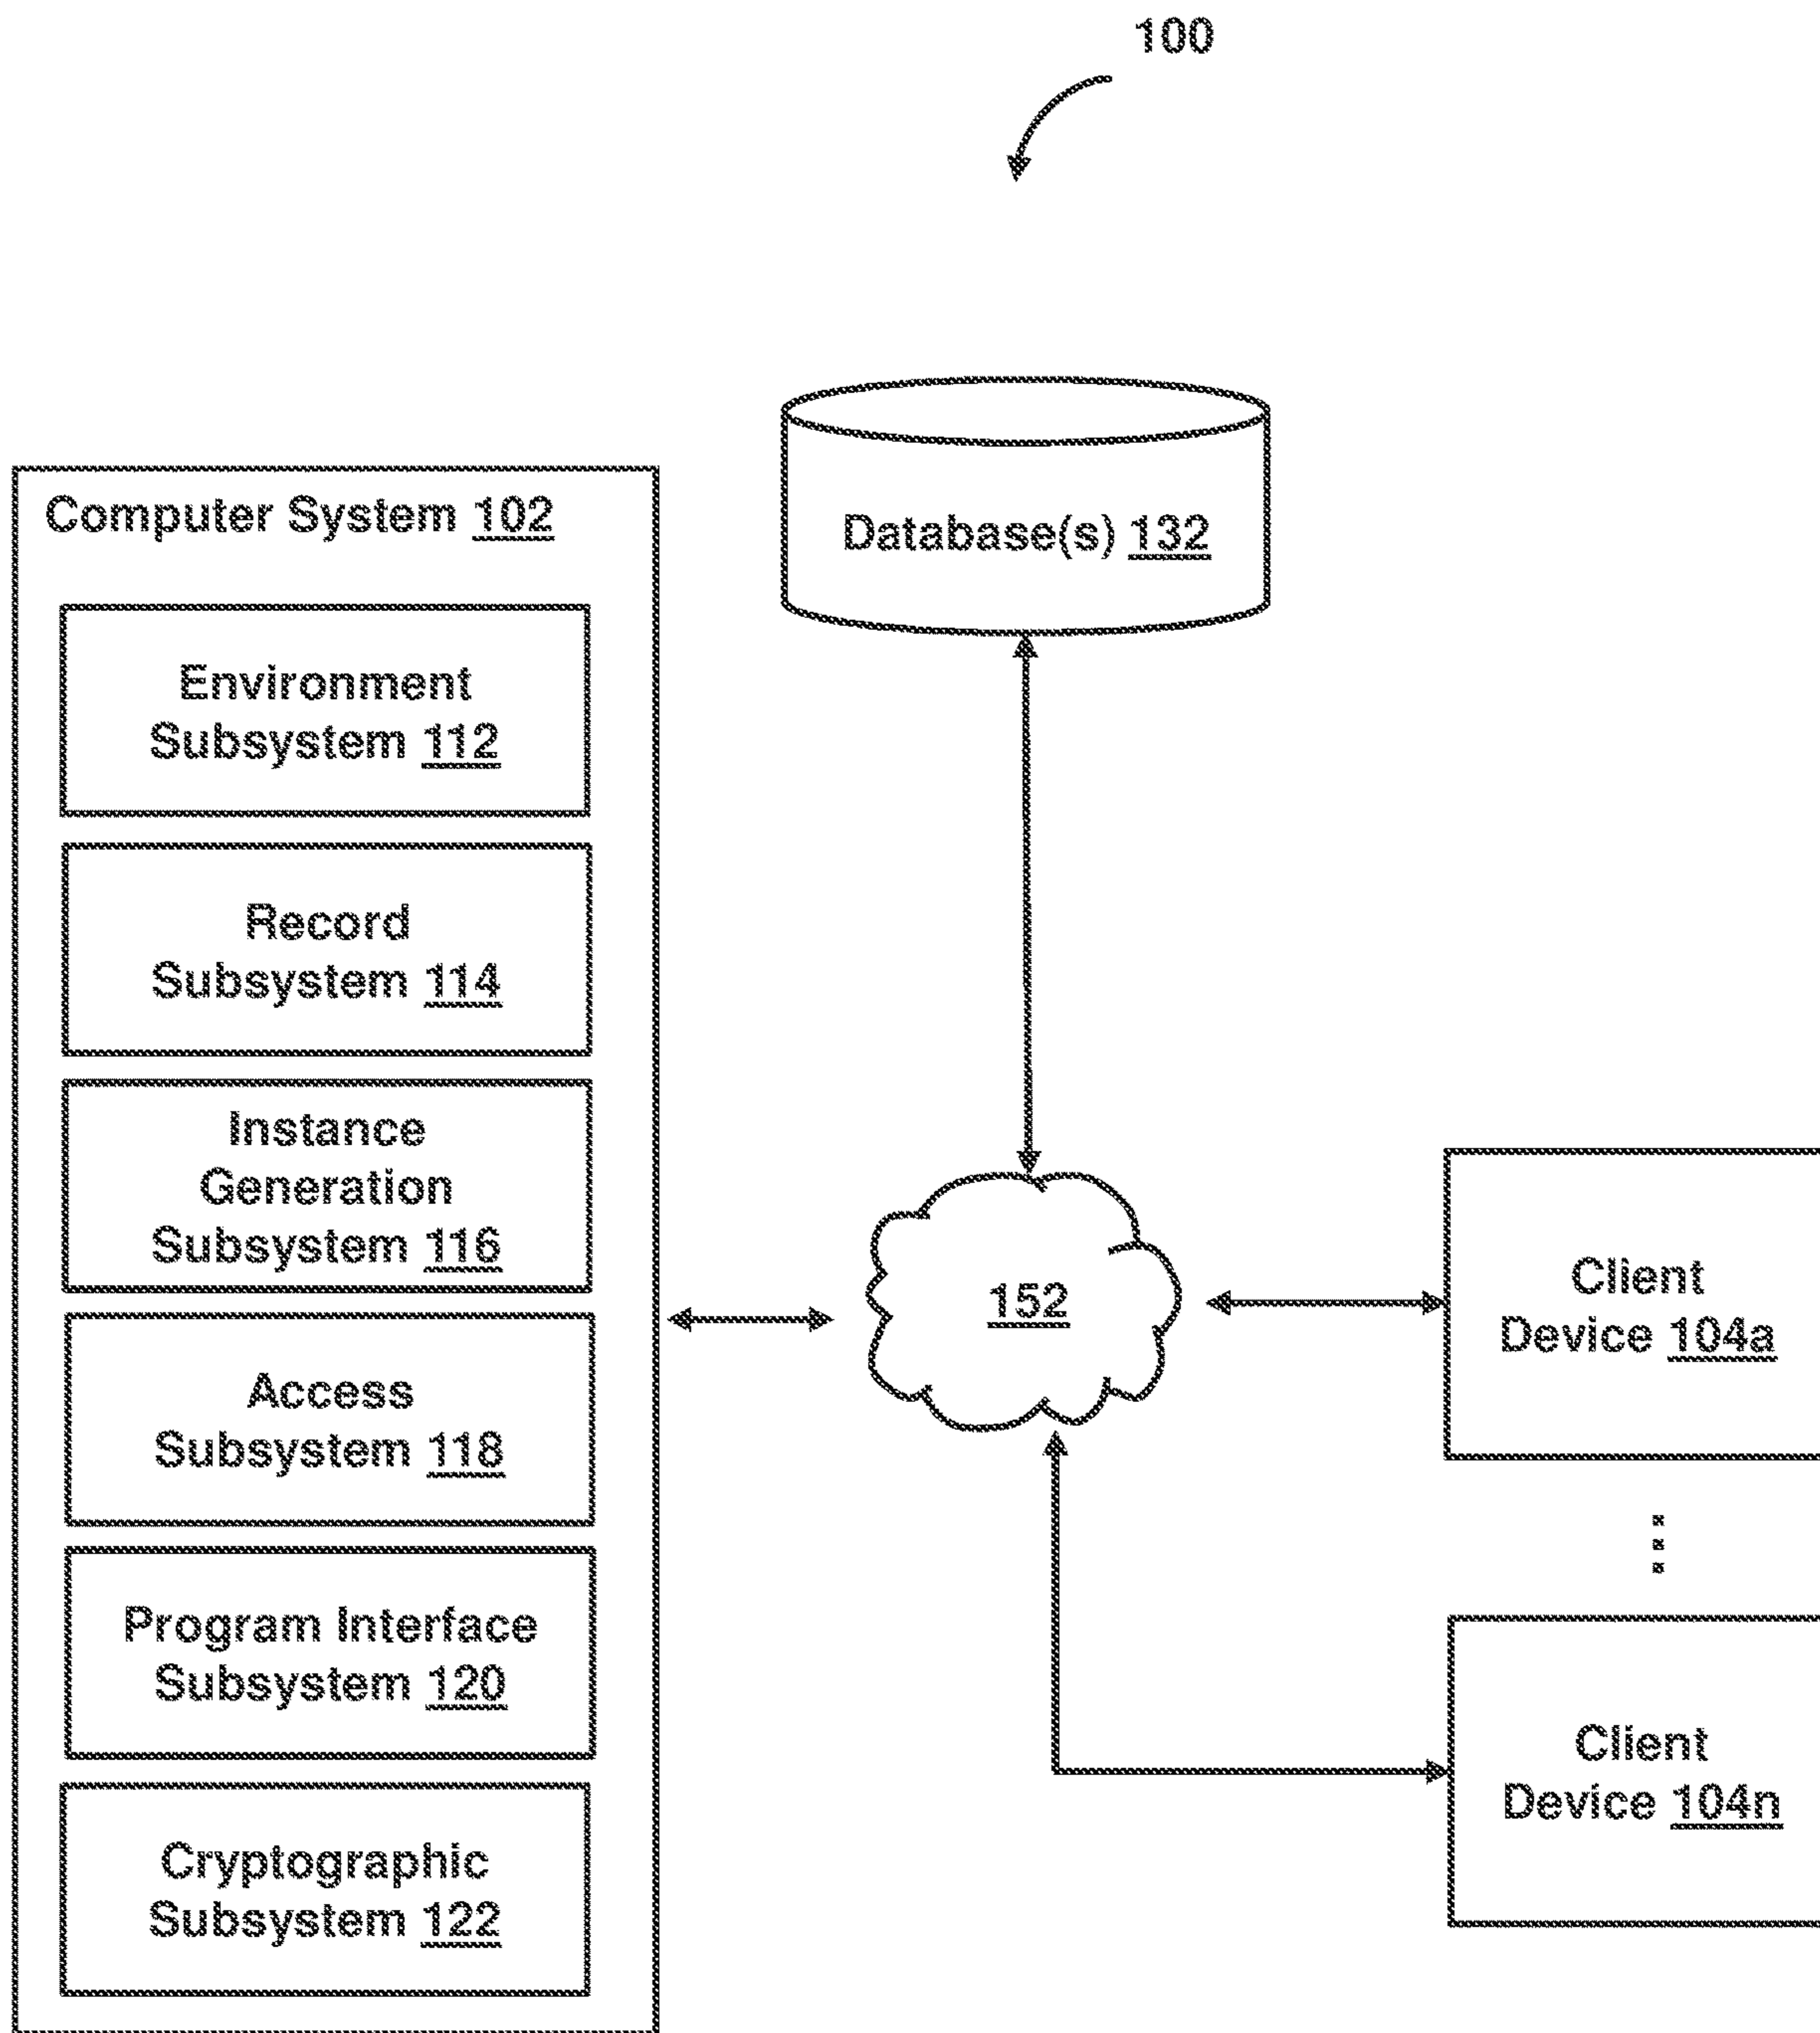 100
Database(s) 132
Computer System 102
Environment
Subsystem 112
Record
Subsystem 114
Instance
Generation
Subsystem 116
Access
Subsystem 118
Program Interface
Subsystem 120
Cryptographic
Subsystem 122
152
Client
Device 104a
Client
Device 104n